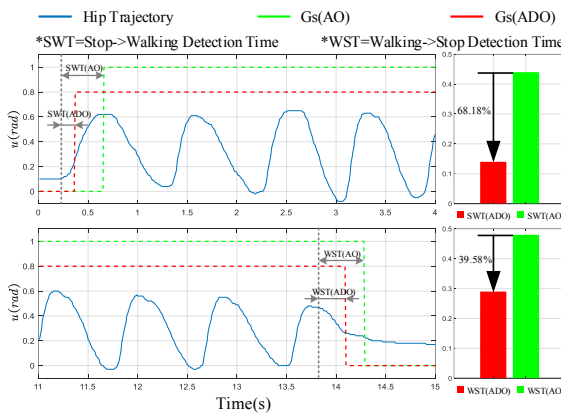 Hip Trajectory Gs(AO) Gs(ADO)
*SWT=Stop->Walking Detection Time *WST=Walking->Stop Detection Time
SWT(AO)
SWT(ADO)
u(rad)
1
0.8
0.6
0.4
0.2
0
0 0.5 1 1.5 2 2.5 3 3.5 4
0.5
0.4
0.3
0.2
0.1
0
68.18%
SWT(ADO) SWT(AO)
WST(AO)
WST(ADO)
u(rad)
1
0.8
0.6
0.4
0.2
0
11 11.5 12 12.5 13 13.5 14 14.5 15
Time(s)
0.5
0.4
0.3
0.2
0.1
0
39.58%
WST(ADO) WST(AO)